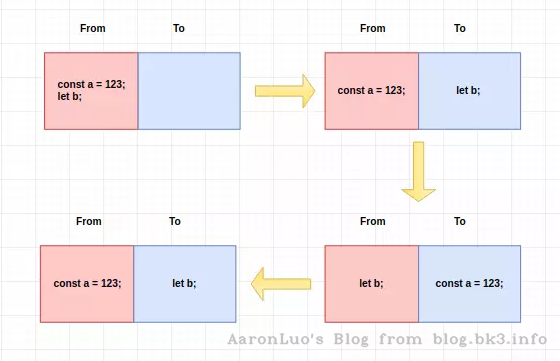 From To
From To
const a = 123;
let b;
const a = 123;
let b;
From To
From To
const a = 123;
let b;
let b;
const a = 123;
AaronLuo's Blog from blog.bk3.info